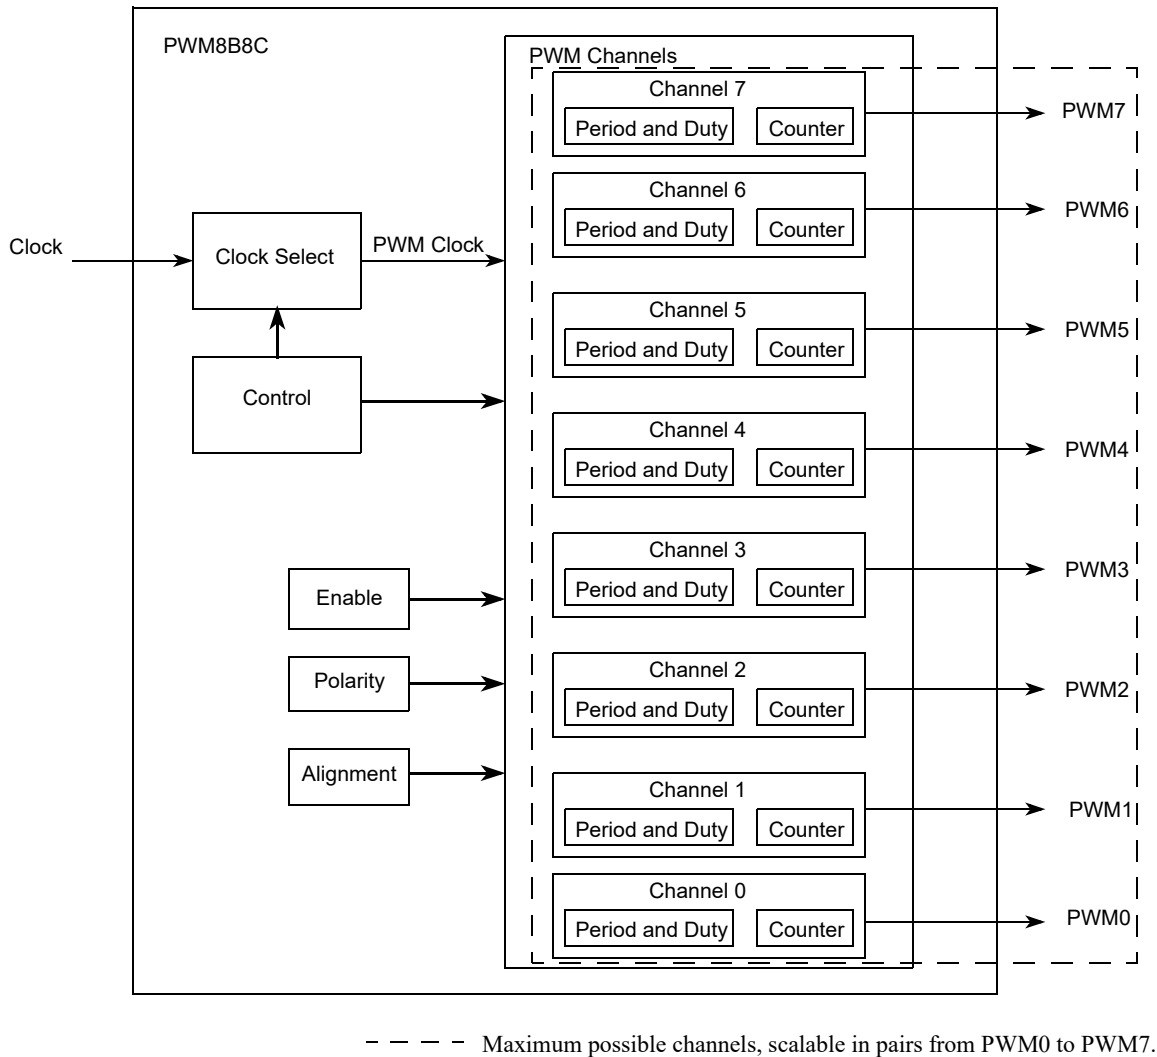 PWM8B8C
PWM Channels
Channel 7
Period and Duty
Counter
PWM7
Channel 6
Period and Duty
Counter
PWM6
Clock
Clock Select
PWM Clock
Channel 5
Period and Duty
Counter
PWM5
Control
Channel 4
Period and Duty
Counter
PWM4
Channel 3
Period and Duty
Counter
PWM3
Enable
Polarity
Channel 2
Period and Duty
Counter
PWM2
Alignment
Channel 1
Period and Duty
Counter
PWM1
Channel 0
Period and Duty
Counter
PWM0
Maximum possible channels, scalable in pairs from PWM0 to PWM7.